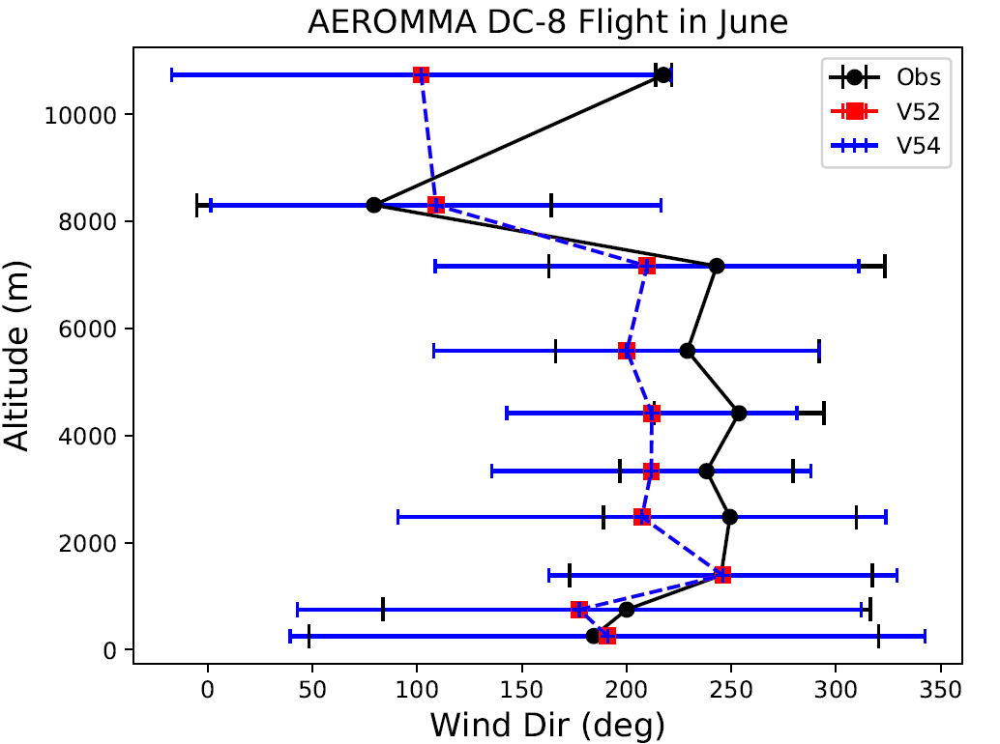 AEROMMA DC-8 Flight in June
Obs
V52
V54
10000
8000
6000
4000
2000
0
Altitude (m)
0 50 100 150 200 250 300 350
Wind Dir (deg)